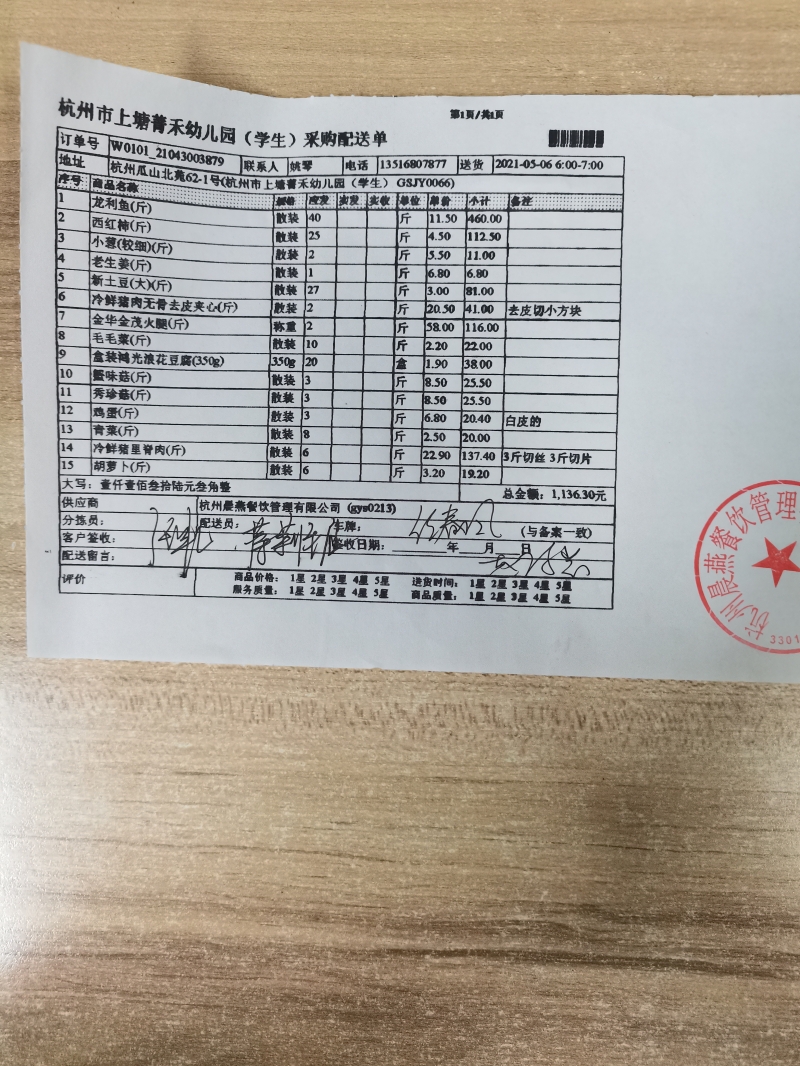 第1页/共1页
杭州市上塘菁禾幼儿园（学生）采购配送单
订单号 W0101_21043003879 联系人 姚琴 电话 13516807877 送货 2021-05-06 6:00-7:00
地址 杭州瓜山北苑62-1号(杭州市上塘菁禾幼儿园（学生） GSJY0066)
序号 商品名称 规格 应发 实发 实收 单位 单价 小计 备注
1 龙利鱼(斤) 散装 40 斤 11.50 460.00
2 西红柿(斤) 散装 25 斤 4.50 112.50
3 小葱(较细)(斤) 散装 2 斤 5.50 11.00
4 老生姜(斤) 散装 1 斤 6.80 6.80
5 新土豆(大)(斤) 散装 27 斤 3.00 81.00
6 冷鲜猪肉无骨去皮夹心(斤) 散装 2 斤 20.50 41.00 去皮切小方块
7 金华金茂火腿(斤) 称重 2 斤 58.00 116.00
8 毛毛菜(斤) 散装 10 斤 2.20 22.00
9 盒装鸿光浪花豆腐(350g) 350g 20 盒 1.90 38.00
10 蟹味菇(斤) 散装 3 斤 8.50 25.50
11 秀珍菇(斤) 散装 3 斤 8.50 25.50
12 鸡蛋(斤) 散装 3 斤 6.80 20.40 白皮的
13 青菜(斤) 散装 8 斤 2.50 20.00
14 冷鲜猪里脊肉(斤) 散装 6 斤 22.90 137.40 3斤切丝 3斤切片
15 胡萝卜(斤) 散装 6 斤 3.20 19.20
大写：壹仟壹佰叁拾陆元叁角整 总金额：1,136.30元
供应商 杭州晨燕餐饮管理有限公司 (gys0213)
分拣员： 配送员： 车牌： (与备案一致)
客户签收： 签收日期：____年__月__日
配送留言：
评价 商品价格： 1星 2星 3星 4星 5星 送货时间： 1星 2星 3星 4星 5星
服务质量： 1星 2星 3星 4星 5星 商品质量： 1星 2星 3星 4星 5星
杭州晨燕餐饮管理
3301